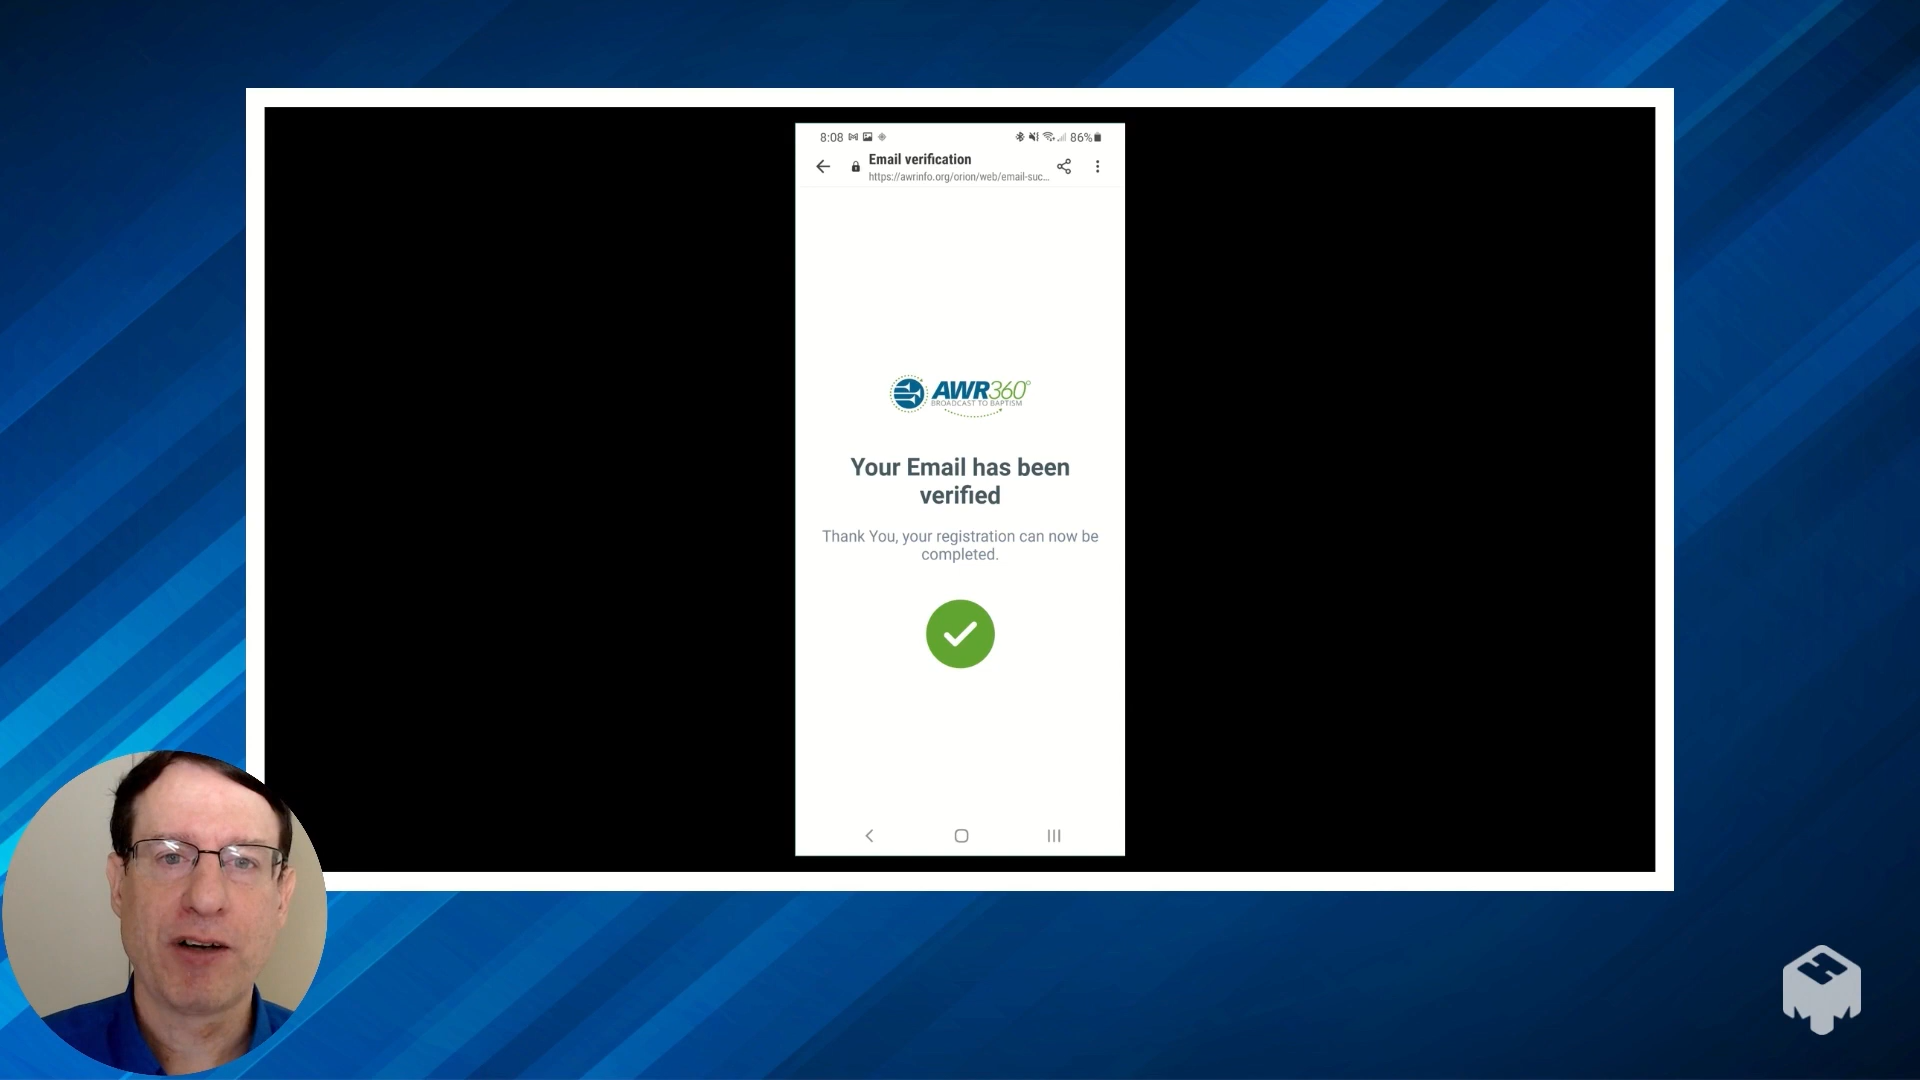 8:08
86%
Email verification
https://awrinfo.org/orion/web/email-suc...
AWR360°
BROADCAST TO BAPTISM
Your Email has been
verified
Thank You, your registration can now be
completed.